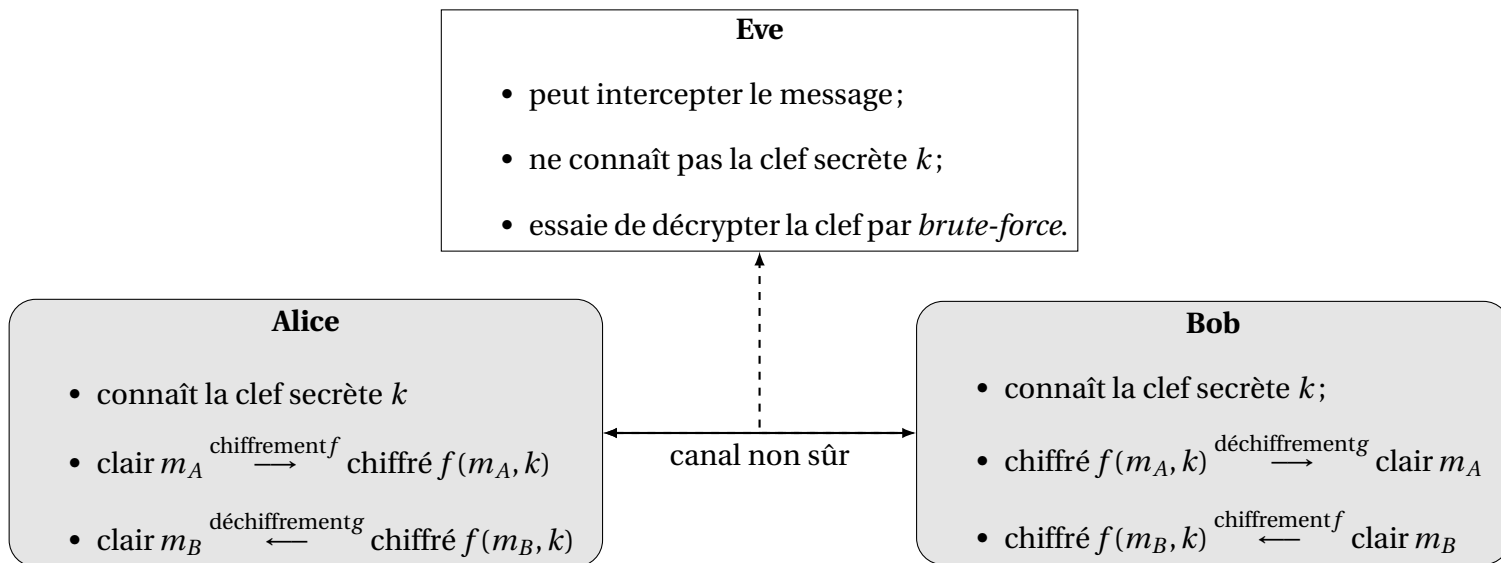 Eve
• peut intercepter le message ;
• ne connaît pas la clef secrète k ;
• essaie de décrypter la clef par brute-force.
Alice
• connaît la clef secrète k
• clair m_A chiffrement f ⟶ chiffré f(m_A, k)
• clair m_B déchiffrement g ⟵ chiffré f(m_B, k)
canal non sûr
Bob
• connaît la clef secrète k ;
• chiffré f(m_A, k) déchiffrement g ⟶ clair m_A
• chiffré f(m_B, k) chiffrement f ⟵ clair m_B